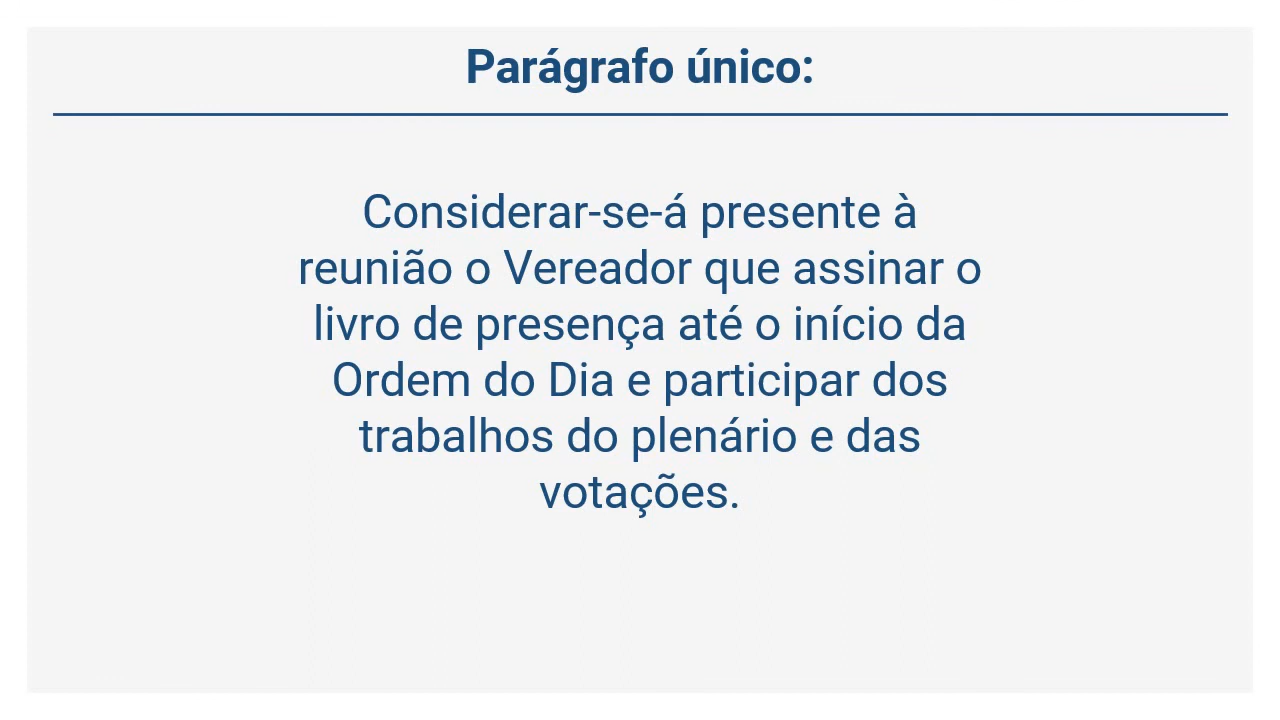 Parágrafo único:
Considerar-se-á presente à
reunião o Vereador que assinar o
livro de presença até o início da
Ordem do Dia e participar dos
trabalhos do plenário e das
votações.